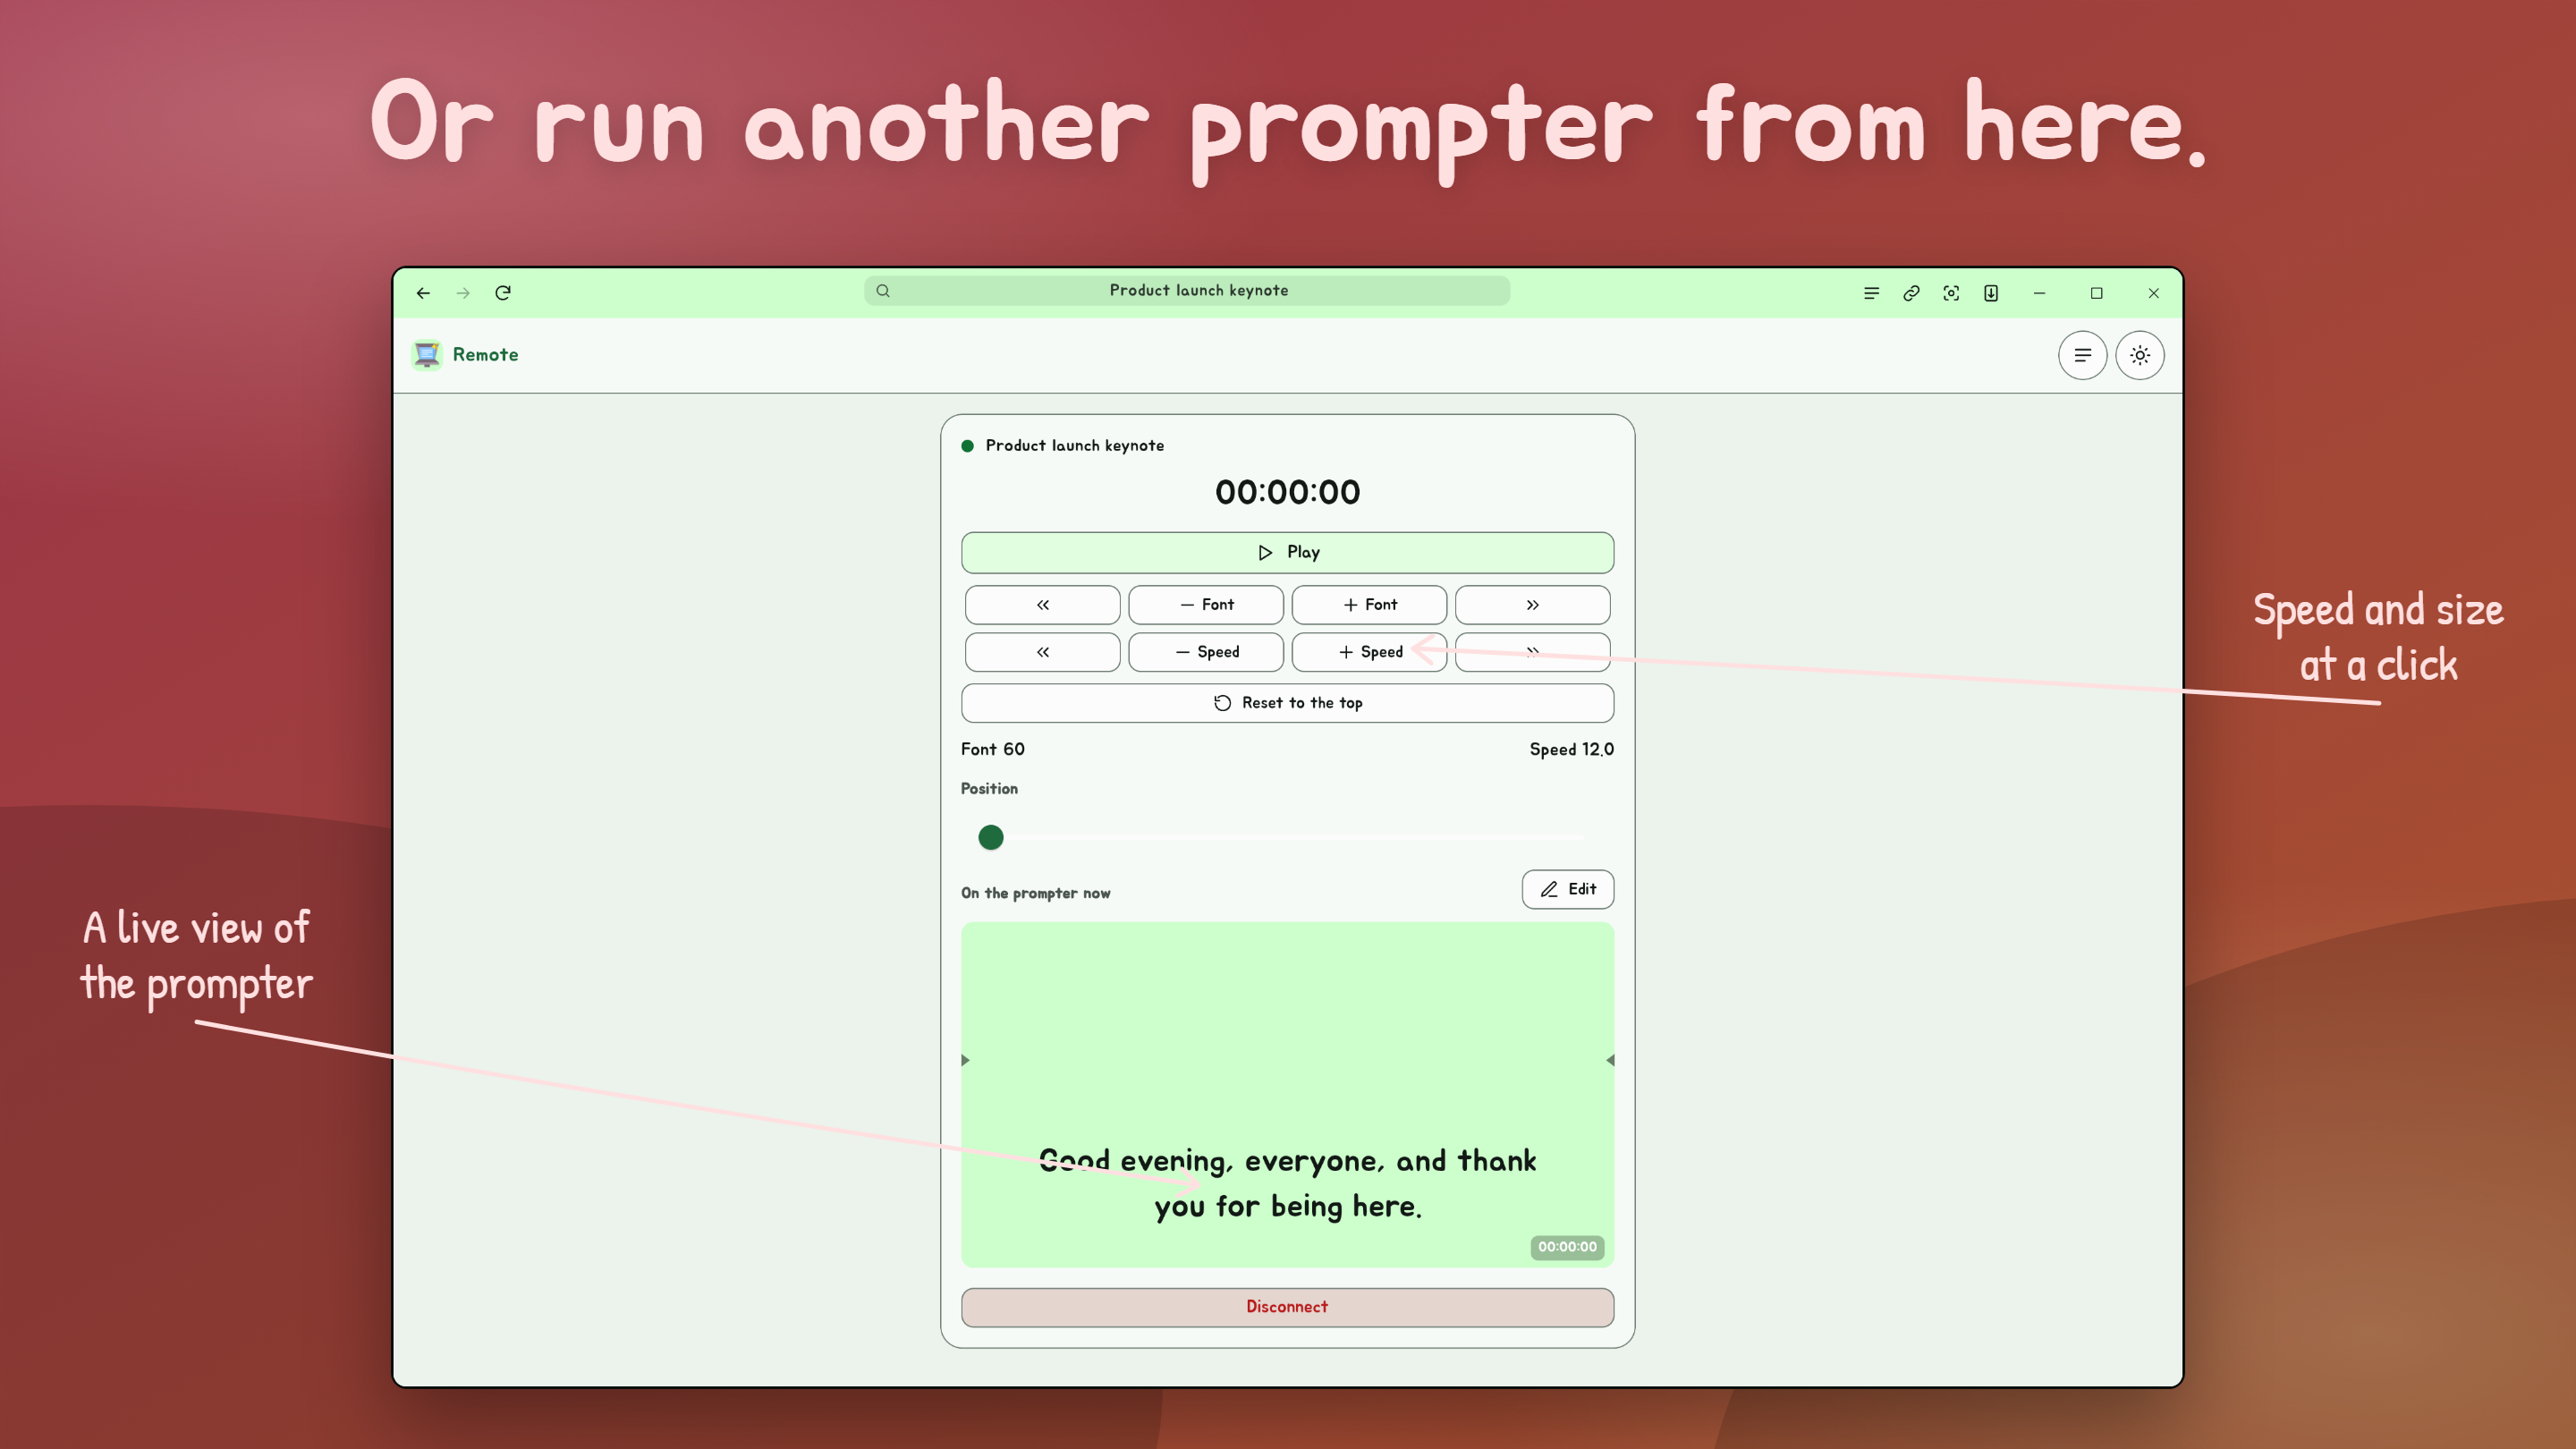 Or run another prompter from here.
Product launch keynote
Remote
Product launch keynote
00:00:00
Play
Font
Font
Speed
Speed
Reset to the top
Font 60
Speed 12.0
Position
On the prompter now
Edit
Good evening, everyone, and thank
you for being here.
00:00:00
Disconnect
Speed and size
at a click
A live view of
the prompter